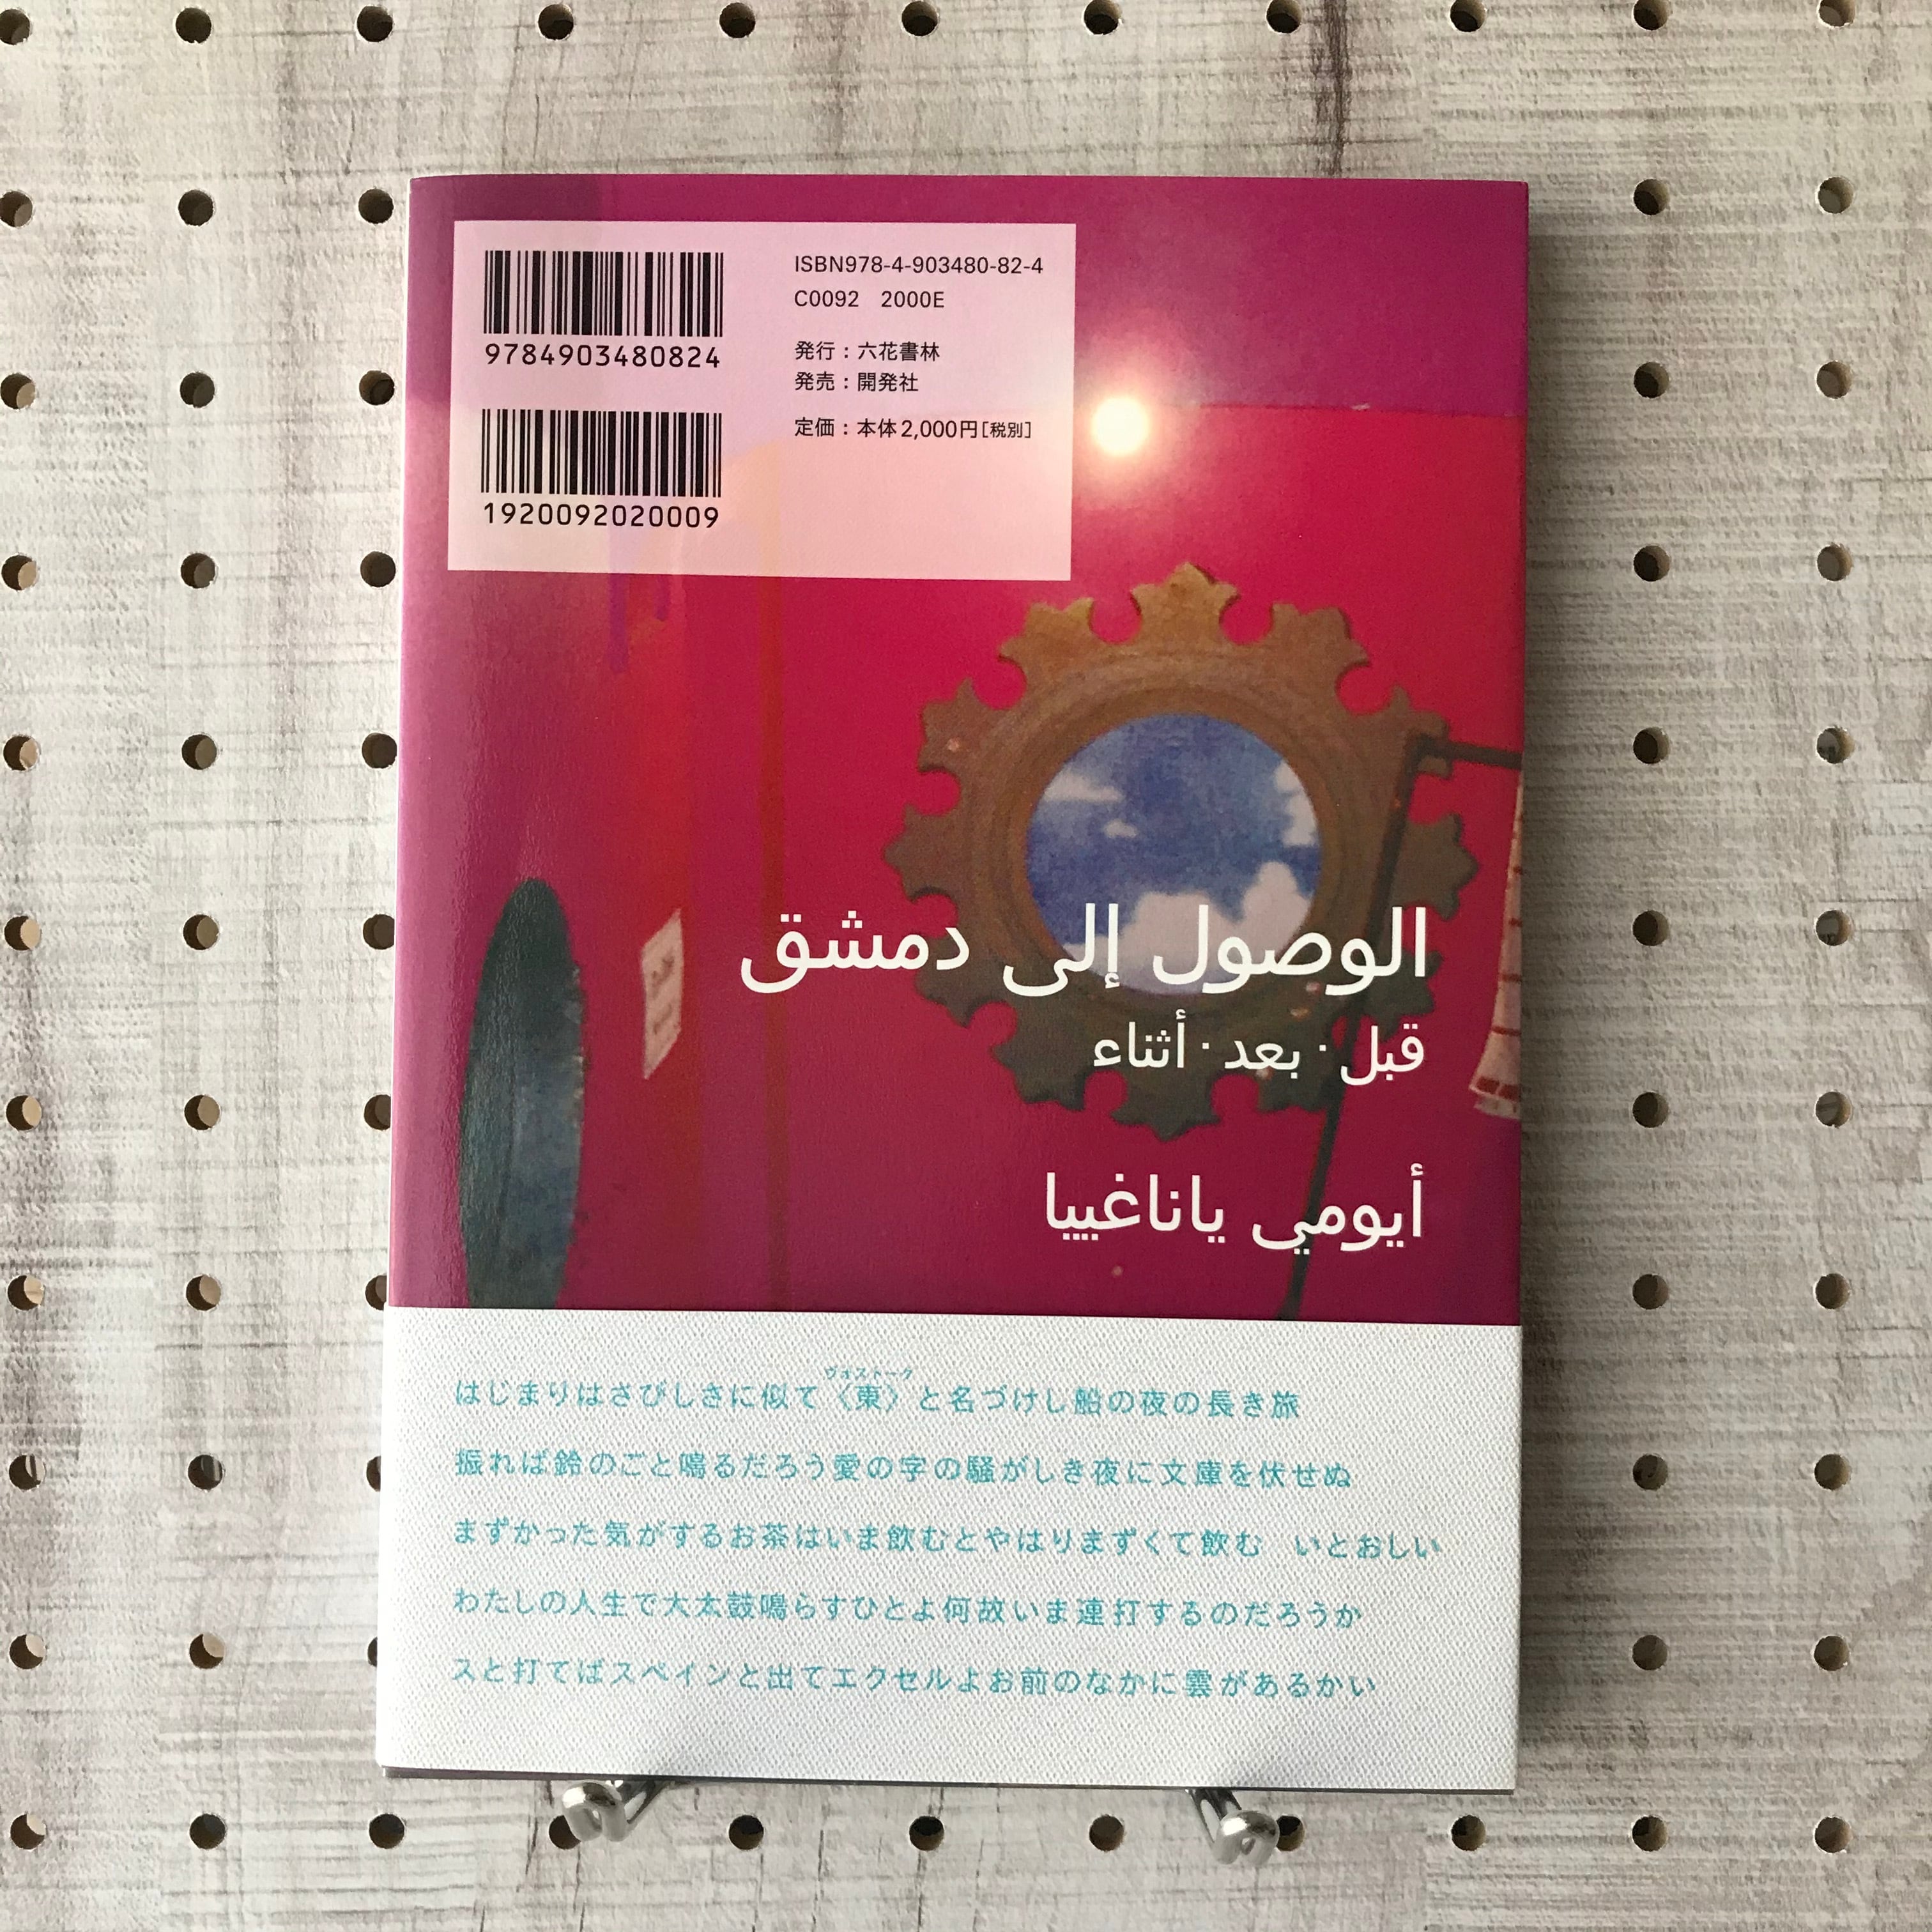 ISBN978-4-903480-82-4
C0092 2000E
9784903480824
発行：六花書林
発売：開発社
定価：本体2,000円[税別]
1920092020009
الوصول إلى دمشق
قبل · بعد · أثناء
أيومي ياناغيبا
ヴォストーク
はじまりはさびしさに似て〈東〉と名づけし船の夜の長き旅
振れば鈴のごと鳴るだろう愛の字の騒がしき夜に文庫を伏せぬ
まずかった気がするお茶はいま飲むとやはりまずくて飲む　いとおしい
わたしの人生で大太鼓鳴らすひとよ何故いま連打するのだろうか
スと打てばスペインと出てエクセルよお前のなかに雲があるかい